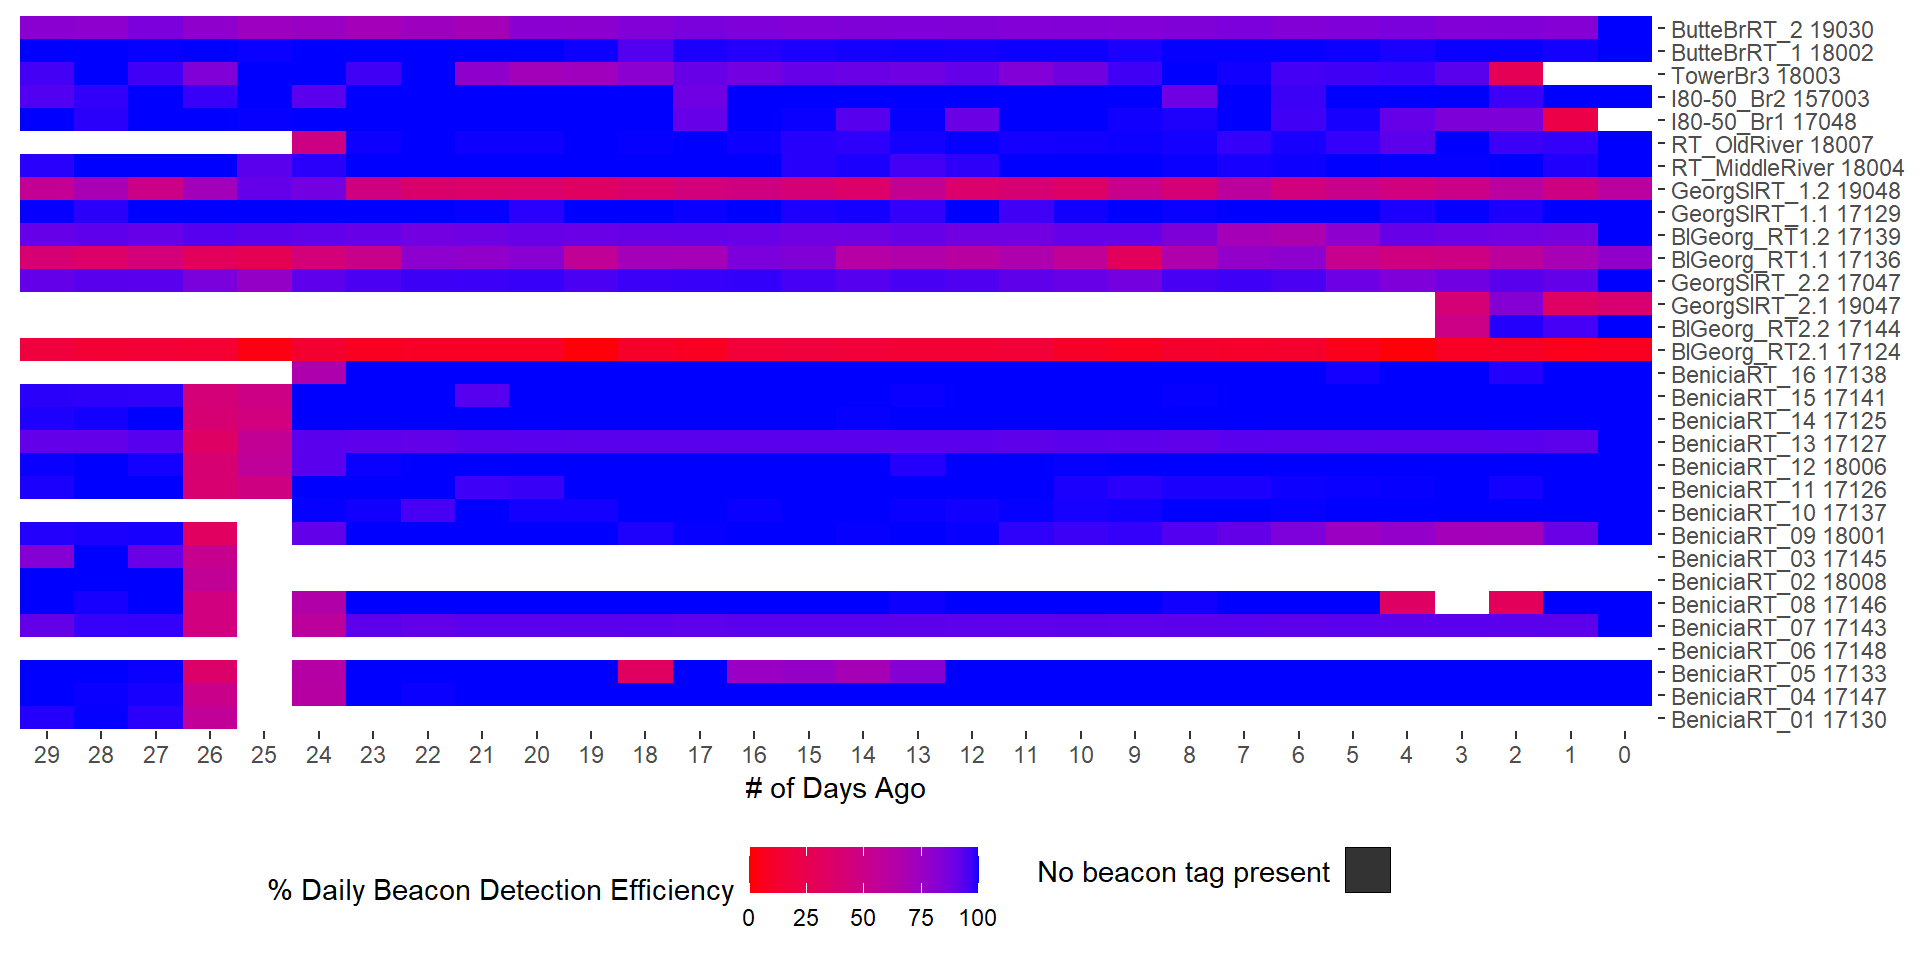 ButteBrRT_2 19030
ButteBrRT_1 18002
TowerBr3 18003
I80-50_Br2 157003
I80-50_Br1 17048
RT_OldRiver 18007
RT_MiddleRiver 18004
GeorgSlRT_1.2 19048
GeorgSlRT_1.1 17129
BlGeorg_RT1.2 17139
BlGeorg_RT1.1 17136
GeorgSlRT_2.2 17047
GeorgSlRT_2.1 19047
BlGeorg_RT2.2 17144
BlGeorg_RT2.1 17124
BeniciaRT_16 17138
BeniciaRT_15 17141
BeniciaRT_14 17125
BeniciaRT_13 17127
BeniciaRT_12 18006
BeniciaRT_11 17126
BeniciaRT_10 17137
BeniciaRT_09 18001
BeniciaRT_03 17145
BeniciaRT_02 18008
BeniciaRT_08 17146
BeniciaRT_07 17143
BeniciaRT_06 17148
BeniciaRT_05 17133
BeniciaRT_04 17147
BeniciaRT_01 17130
29 28 27 26 25 24 23 22 21 20 19 18 17 16 15 14 13 12 11 10 9 8 7 6 5 4 3 2 1 0
# of Days Ago
% Daily Beacon Detection Efficiency
0 25 50 75 100
No beacon tag present